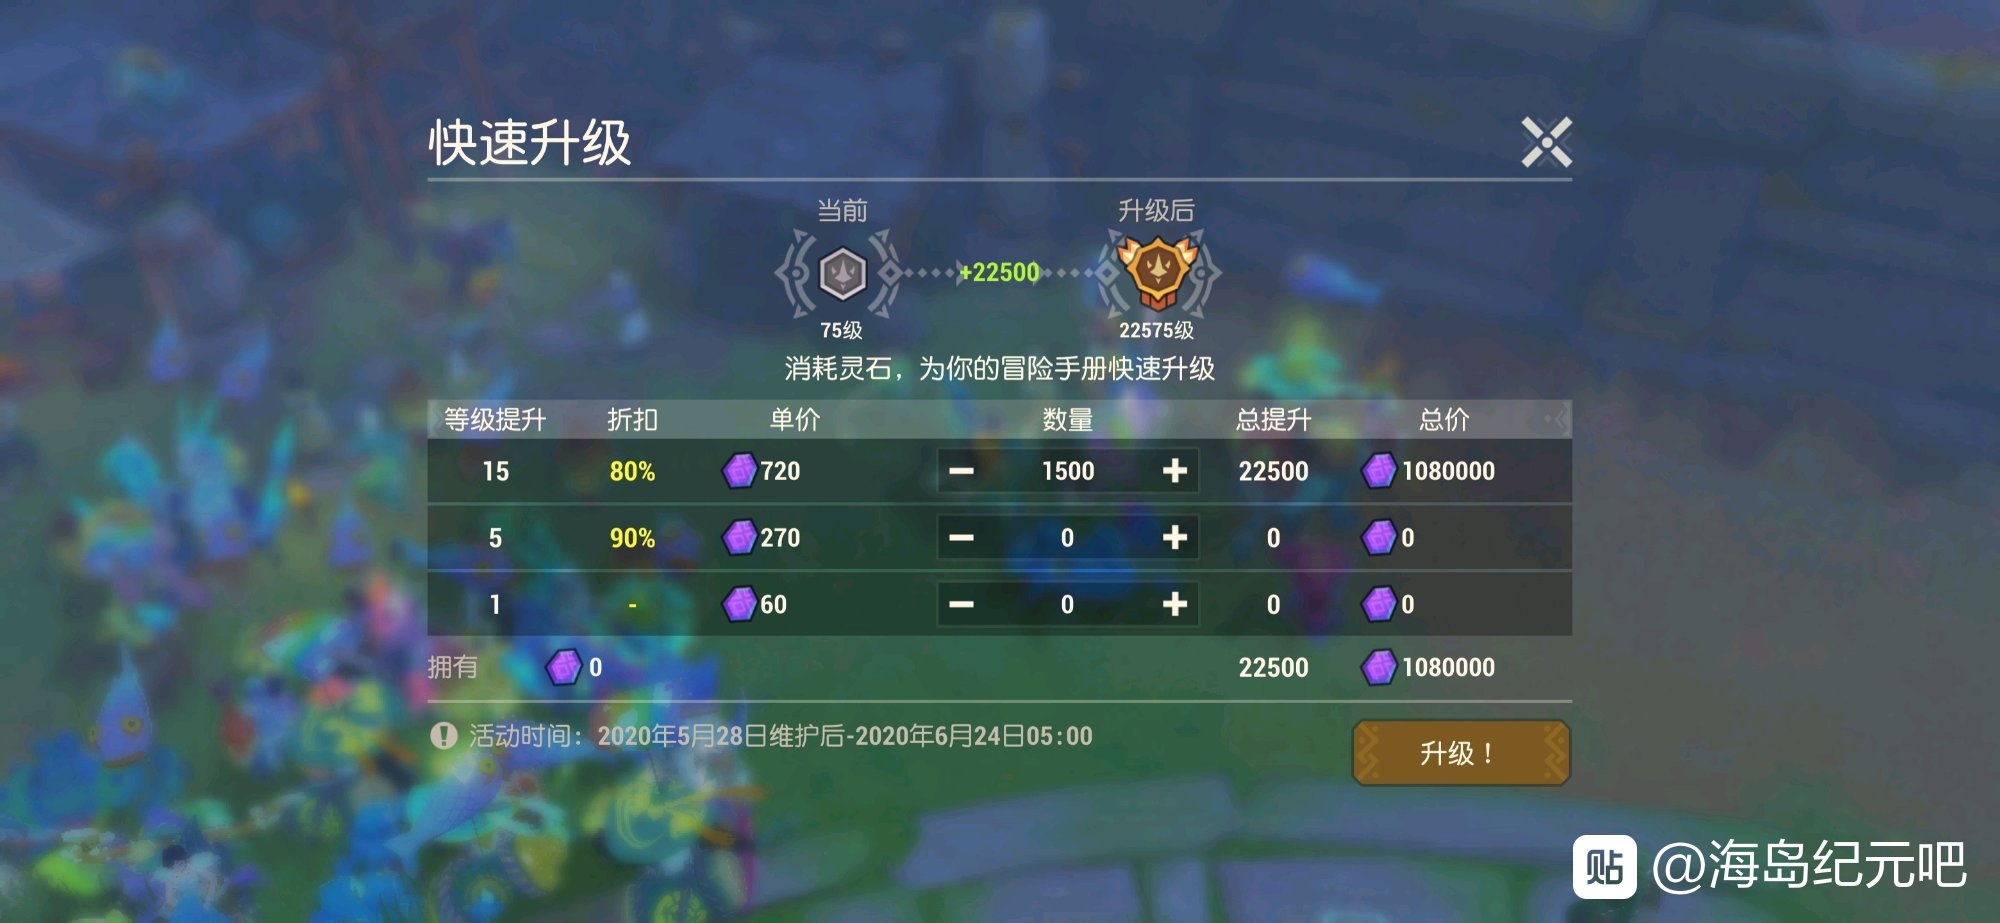 快速升级
当前 升级后
+22500
75级 22575级
消耗灵石，为你的冒险手册快速升级
等级提升 折扣 单价 数量 总提升 总价
15 80% 720 − 1500 + 22500 1080000
5 90% 270 − 0 + 0 0
1 - 60 − 0 + 0 0
拥有 0 22500 1080000
活动时间：2020年5月28日维护后-2020年6月24日05:00
升级！
贴 @海岛纪元吧